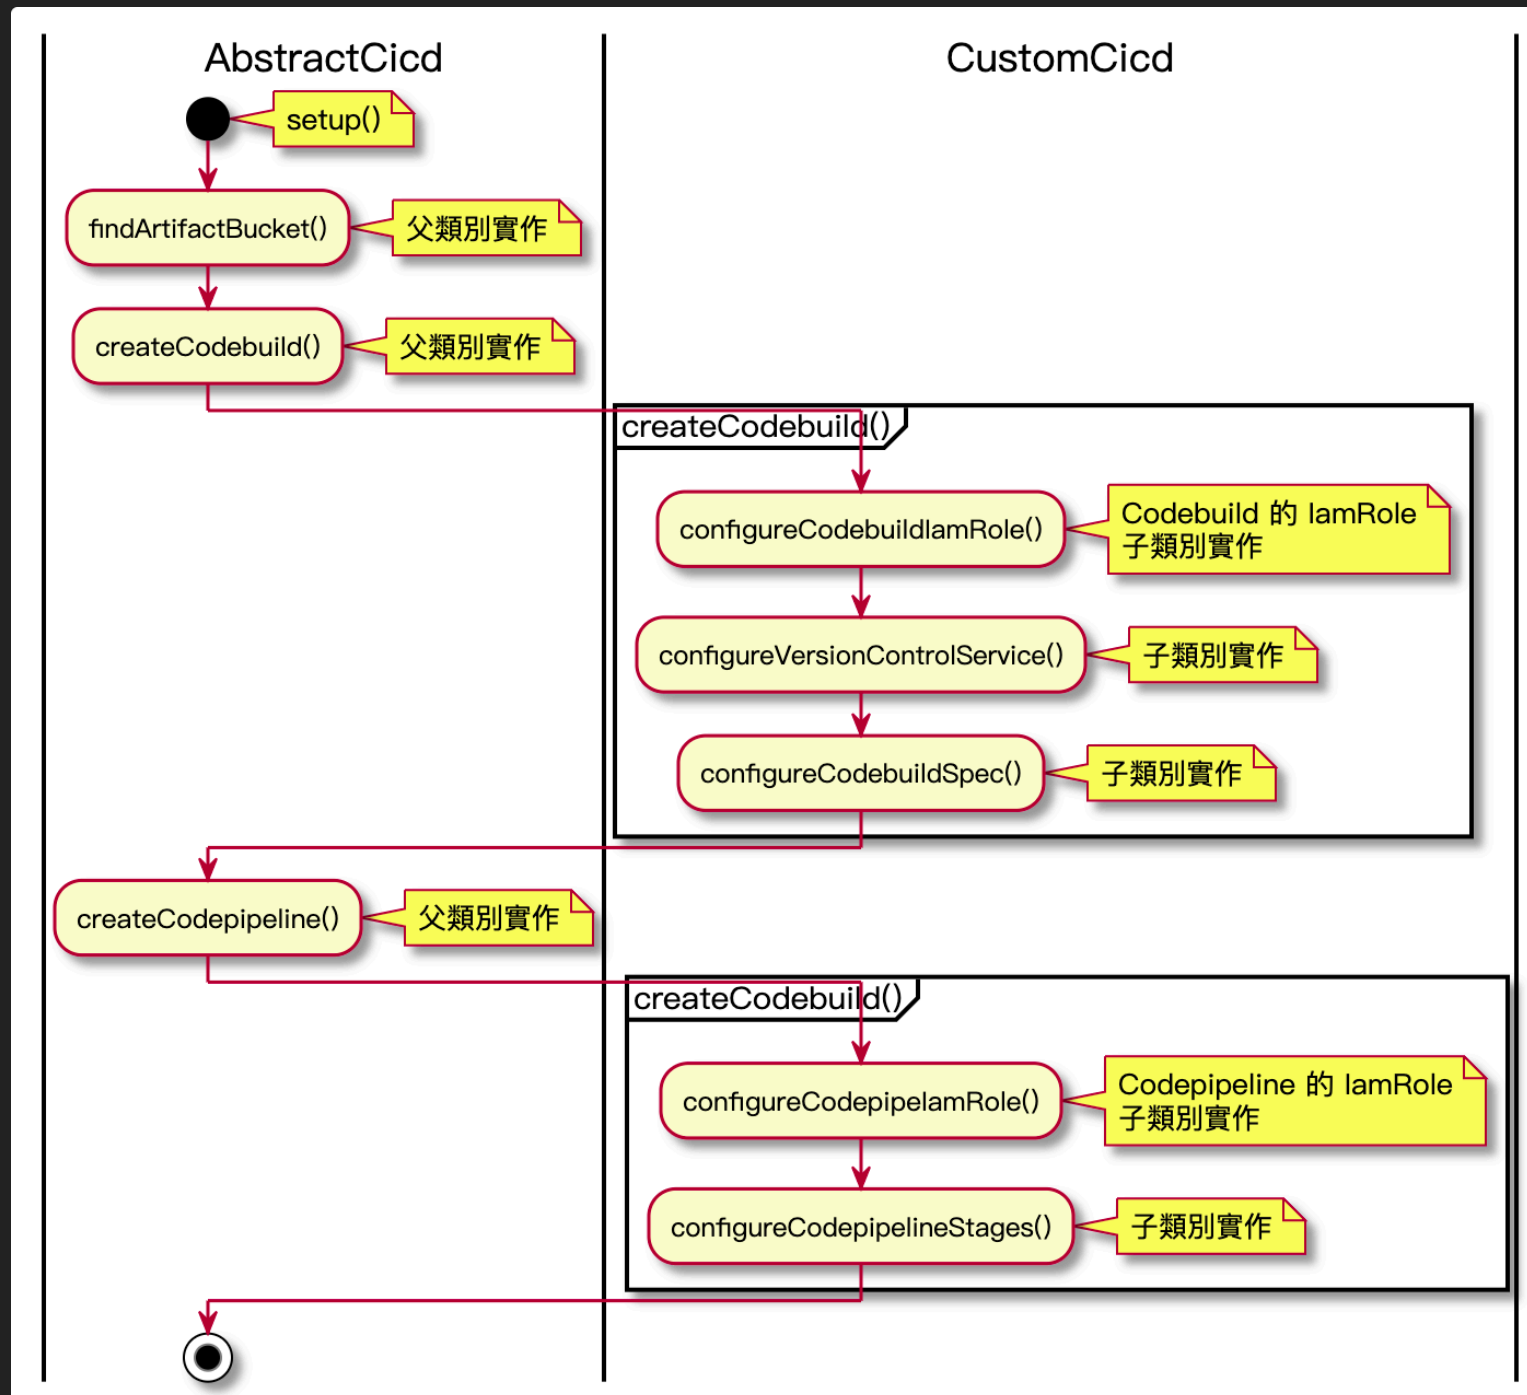 AbstractCicd
CustomCicd
setup()
findArtifactBucket()
父類別實作
createCodebuild()
父類別實作
createCodebuild()
configureCodebuildIamRole()
Codebuild 的 IamRole
子類別實作
configureVersionControlService()
子類別實作
configureCodebuildSpec()
子類別實作
createCodepipeline()
父類別實作
createCodebuild()
configureCodepipeIamRole()
Codepipeline 的 IamRole
子類別實作
configureCodepipelineStages()
子類別實作